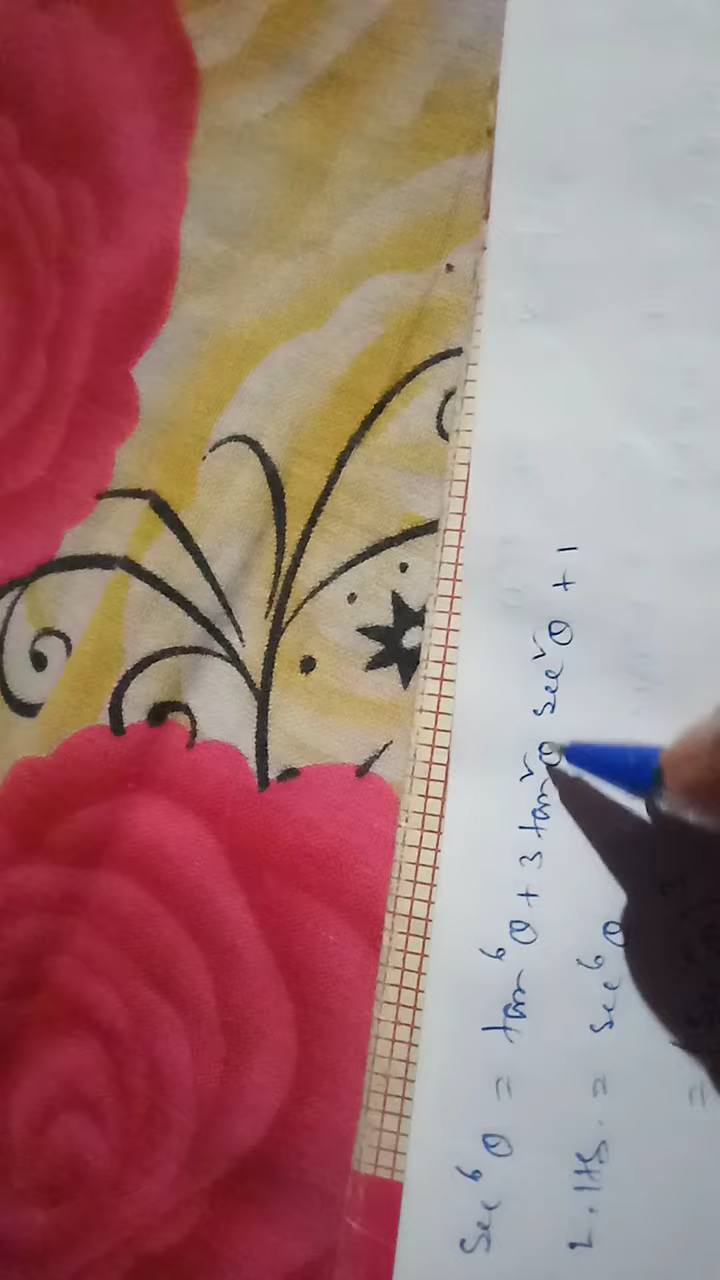 sec⁶θ = tan⁶θ + 3 tan²θ sec²θ + 1
L.H.S. = sec⁶θ
=